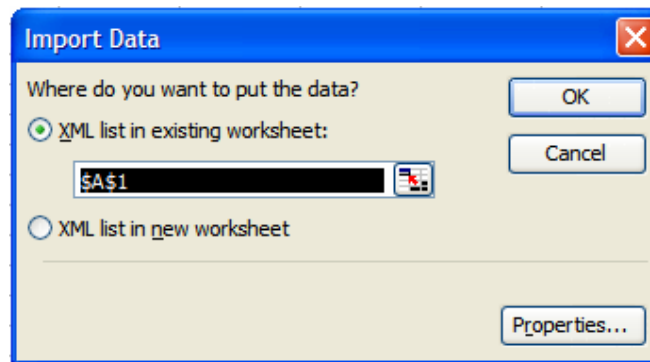 Import Data
Where do you want to put the data?
OK
XML list in existing worksheet:
Cancel
$A$1
XML list in new worksheet
Properties...